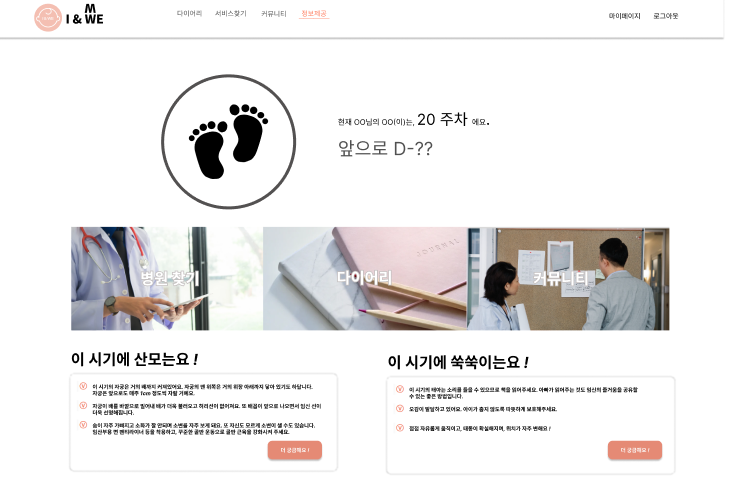 I & ME
WE
다이어리 서비스찾기 커뮤니티 정보제공
마이페이지 로그아웃
현재 OO님의 OO(이)는, 20 주차 에요.
앞으로 D-??
병원 찾기
다이어리
JOURNAL
커뮤니티
이 시기에 산모는요 !
이 시기의 자궁은 거의 배까지 커져있어요. 자궁의 맨 위쪽은 거의 위장 아래까지 닿아 있기도 하답니다.
자궁은 앞으로도 매주 1cm 정도씩 자랄 거예요.
자궁이 배를 바깥으로 밀어내 배가 더욱 불러오고 허리선이 없어져요. 또 배꼽이 앞으로 나오면서 임신 선이
더욱 선명해집니다.
숨이 자주 가빠지고 소화가 잘 안되며 소변을 자주 보게 돼요. 또 자신도 모르게 소변이 샐 수도 있습니다.
임산부용 면 팬티라이너 등을 착용하고, 꾸준한 골반 운동으로 골반 근육을 강화시켜 주세요.
더 궁금해요 !
이 시기에 쑥쑥이는요 !
이 시기의 태아는 소리를 들을 수 있으므로 책을 읽어주세요. 아빠가 읽어주는 것도 임신의 즐거움을 공유할
수 있는 좋은 방법입니다.
오감이 발달하고 있어요. 아이가 춥지 않도록 따뜻하게 보호해주세요.
점점 자유롭게 움직이고, 태동이 확실해지며, 위치가 자주 변해요 !
더 궁금해요 !